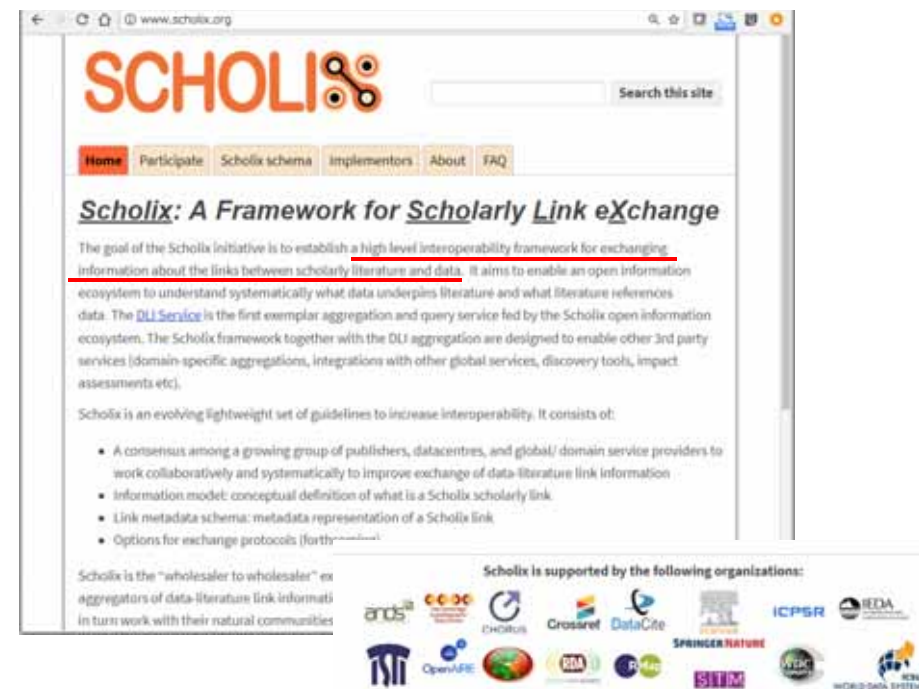 www.scholix.org
SCHOLIX
Search this site
Home Participate Scholix schema Implementors About FAQ
Scholix: A Framework for Scholarly Link eXchange
The goal of the Scholix initiative is to establish a high level interoperability framework for exchanging
information about the links between scholarly literature and data. It aims to enable an open information
ecosystem to understand systematically what data underpins literature and what literature references
data. The DLI Service is the first exemplar aggregation and query service fed by the Scholix open information
ecosystem. The Scholix framework together with the DLI aggregation are designed to enable other 3rd party
services (domain-specific aggregations, integrations with other global services, discovery tools, impact
assessments etc).
Scholix is an evolving lightweight set of guidelines to increase interoperability. It consists of:
• A consensus among a growing group of publishers, datacentres, and global/ domain service providers to
work collaboratively and systematically to improve exchange of data-literature link information
• Information model: conceptual definition of what is a Scholix scholarly link
• Link metadata schema: metadata representation of a Scholix link
• Options for exchange protocols
Scholix is the "wholesaler to wholesaler"
aggregators of data-literature
in turn work with their natural communities
Scholix is supported by the following organizations:
ands CHORUS Crossref DataCite ELSEVIER ICPSR IEDA
SPRINGER NATURE
OpenAIRE RDA RMap STM
WORLD DATA SYSTEM